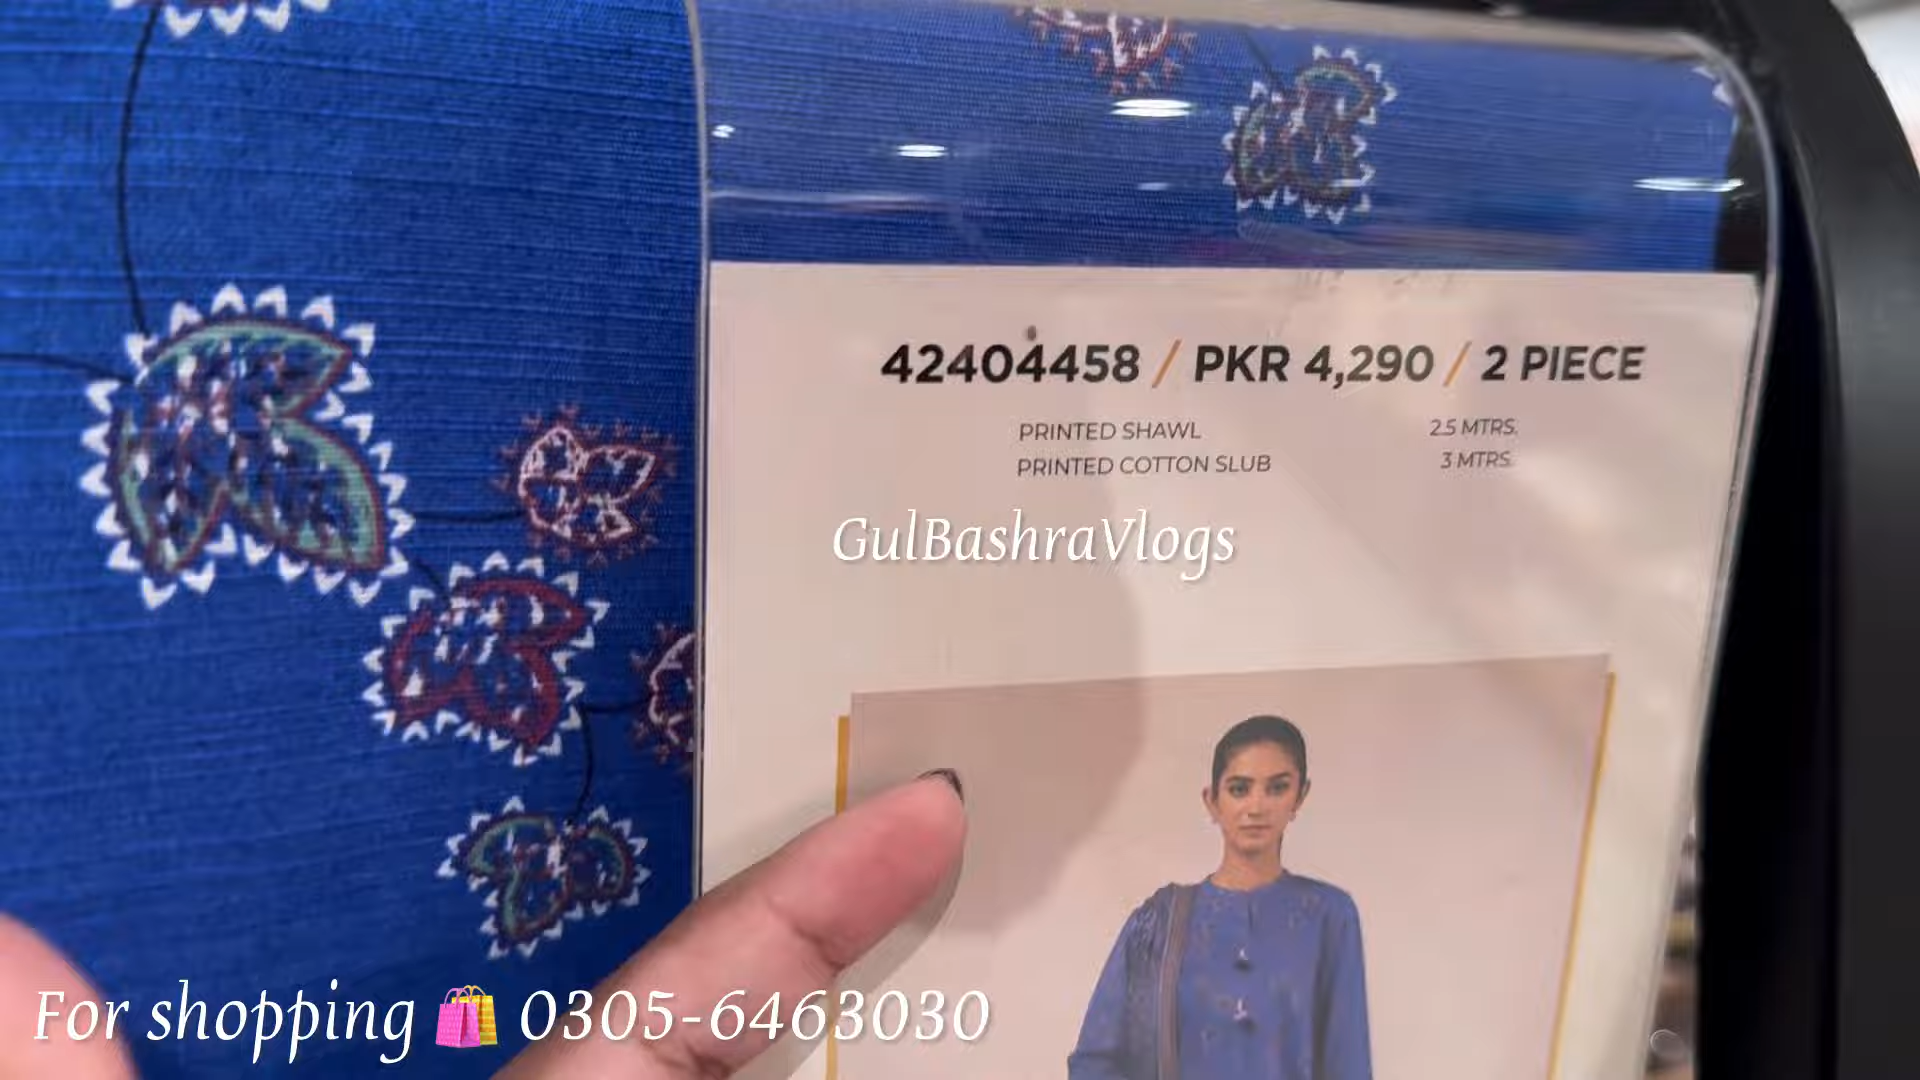 42404458 / PKR 4,290 / 2 PIECE
PRINTED SHAWL 2.5 MTRS.
PRINTED COTTON SLUB 3 MTRS.
GulBashraVlogs
For shopping 🛍️ 0305-6463030